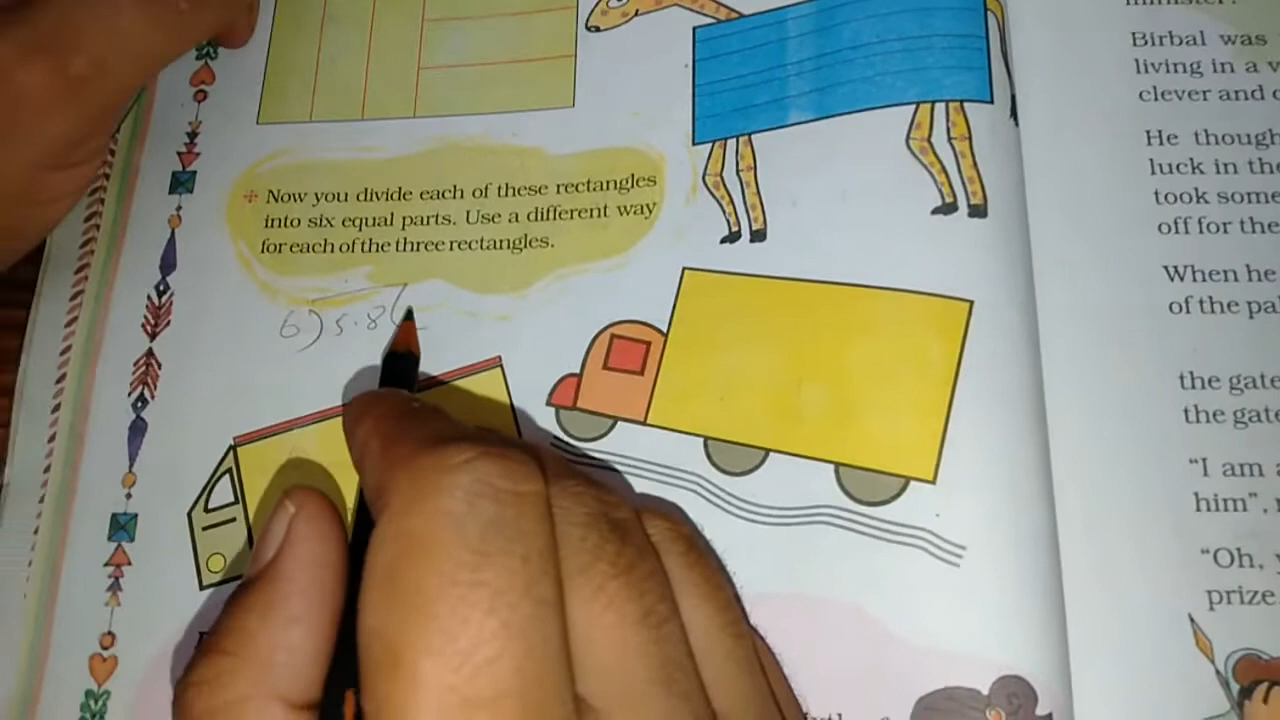 Now you divide each of these rectangles
into six equal parts. Use a different way
for each of the three rectangles.
6)5.8(
Birbal was
living in a
clever and
He though
luck in the
took some
off for the
When he
of the pa
the gate
the gate
"I am
him",
"Oh,
prize